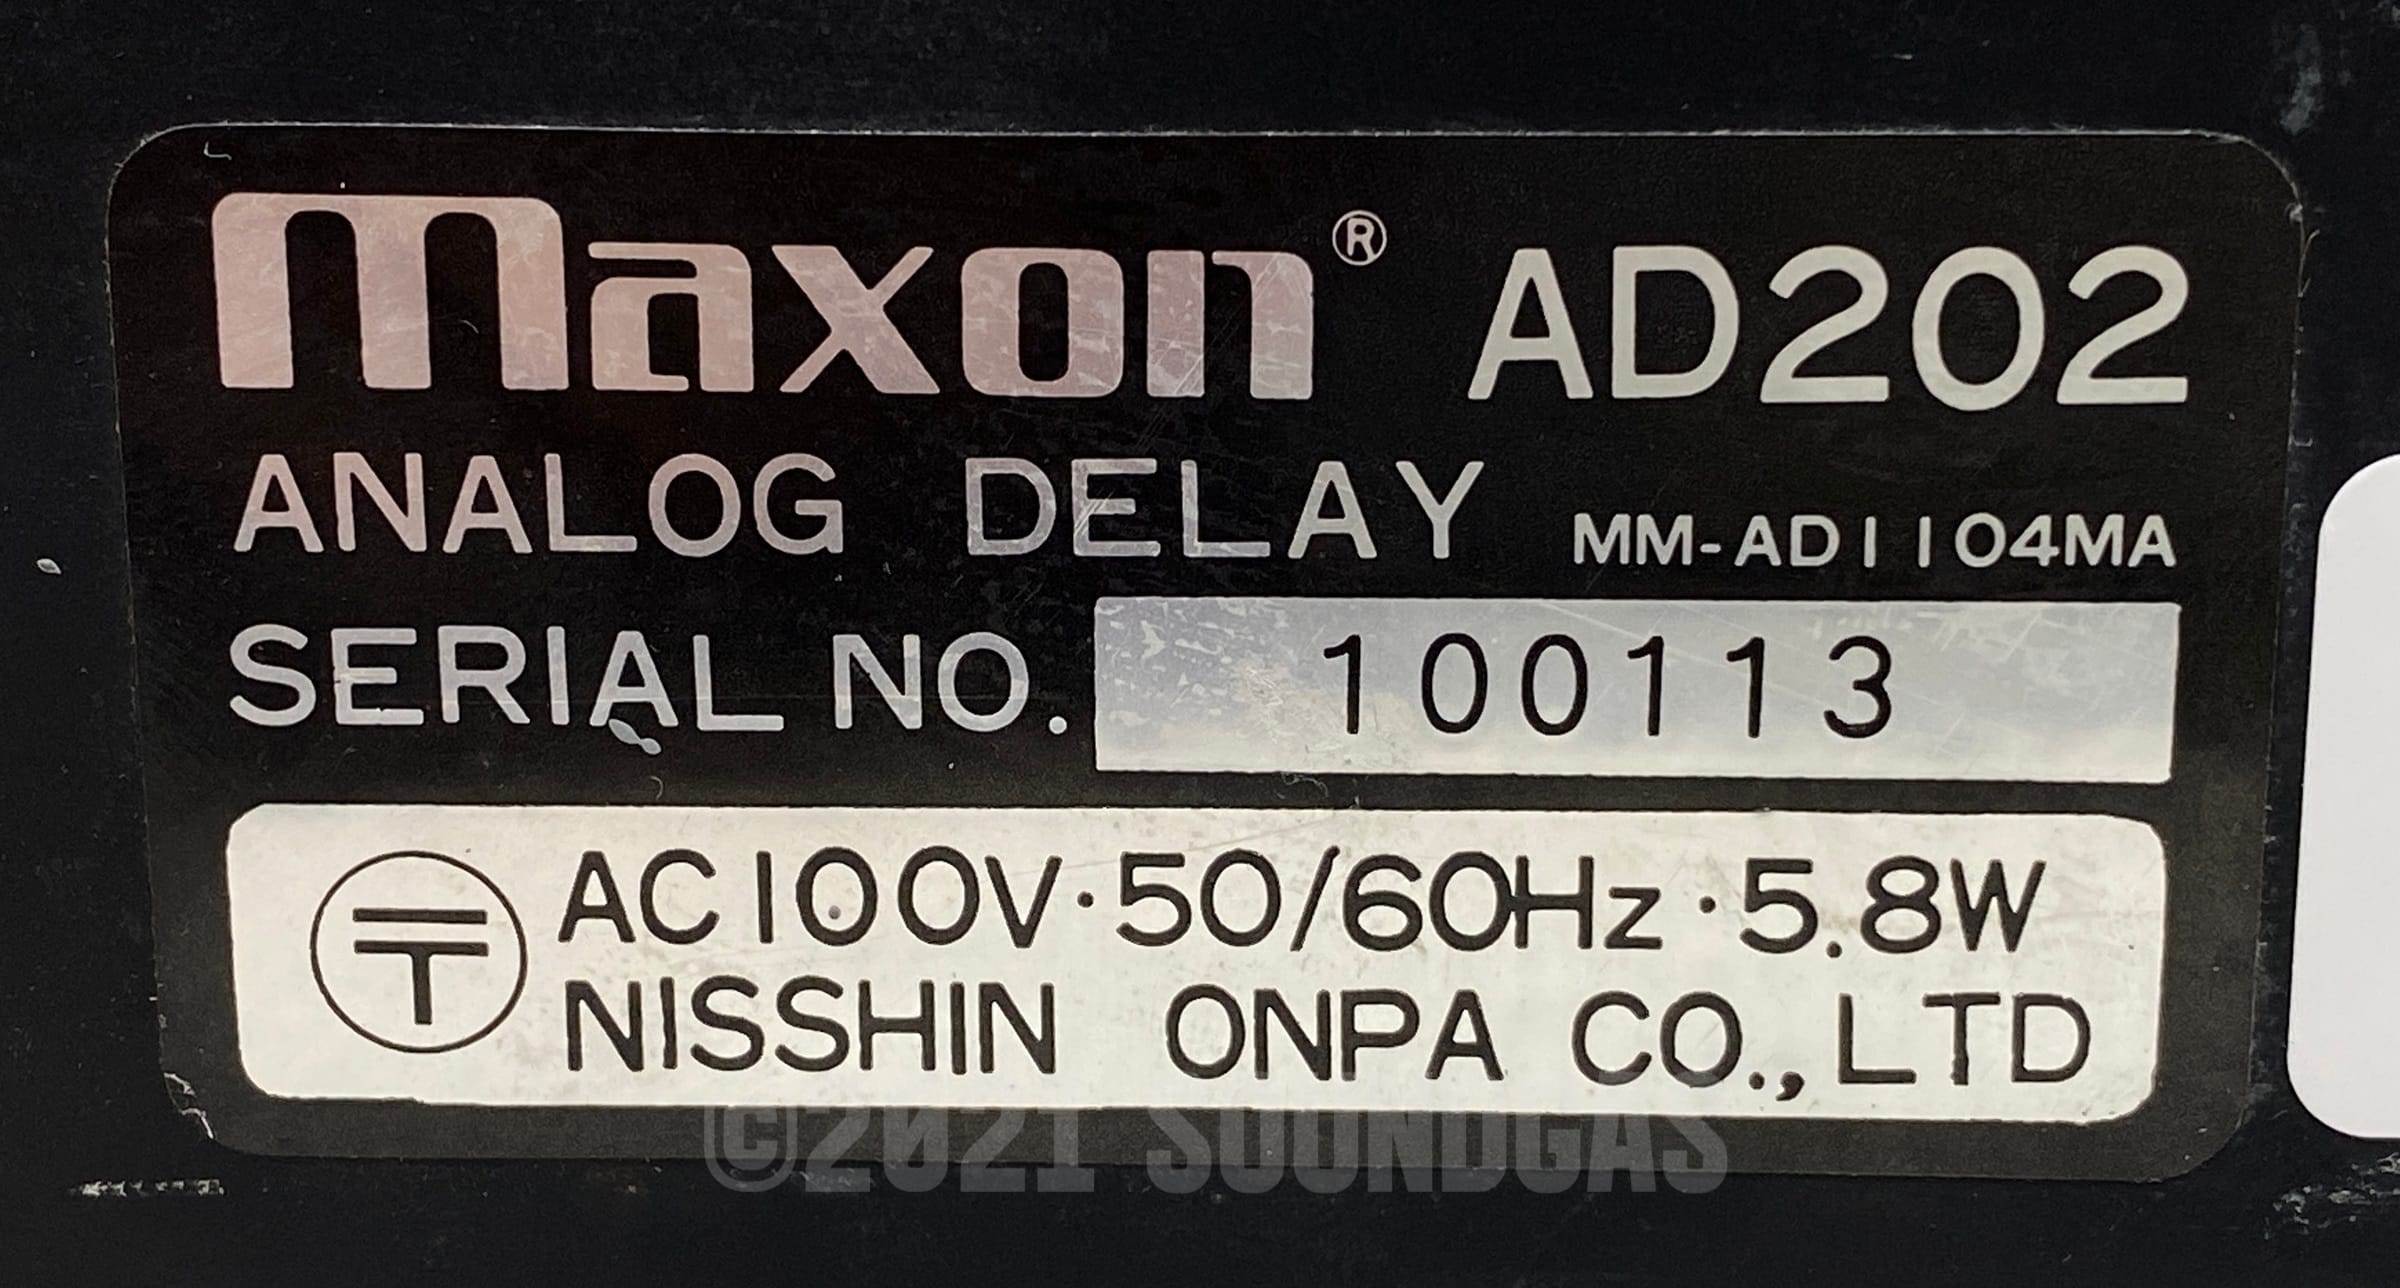 maxon® AD202
ANALOG DELAY MM-AD1104MA
SERIAL NO. 100113
〒 AC100V·50/60Hz·5.8W
NISSHIN ONPA CO.,LTD
©2021 SOUNDGAS